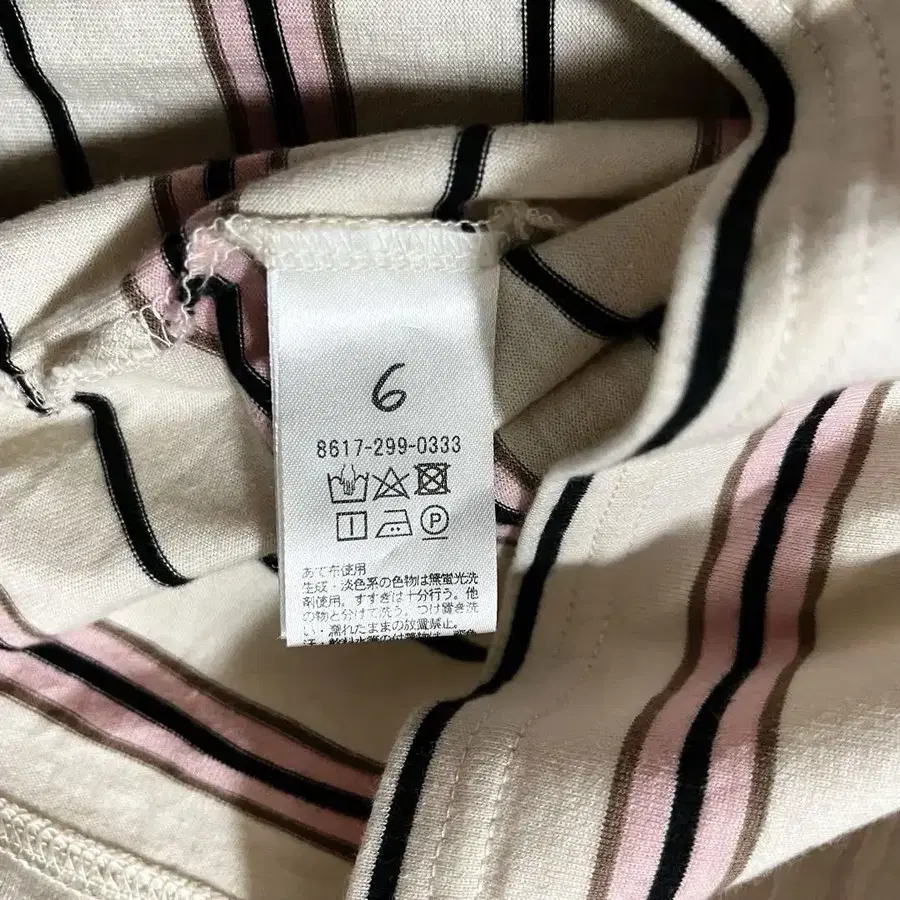 6
8617-299-0333
P
あて布使用
生成・淡色系の色物は無蛍光洗
剤使用。すすぎは十分行う。他
の物と分けて洗う。つけ置き洗
い・濡れたままの放置禁止。